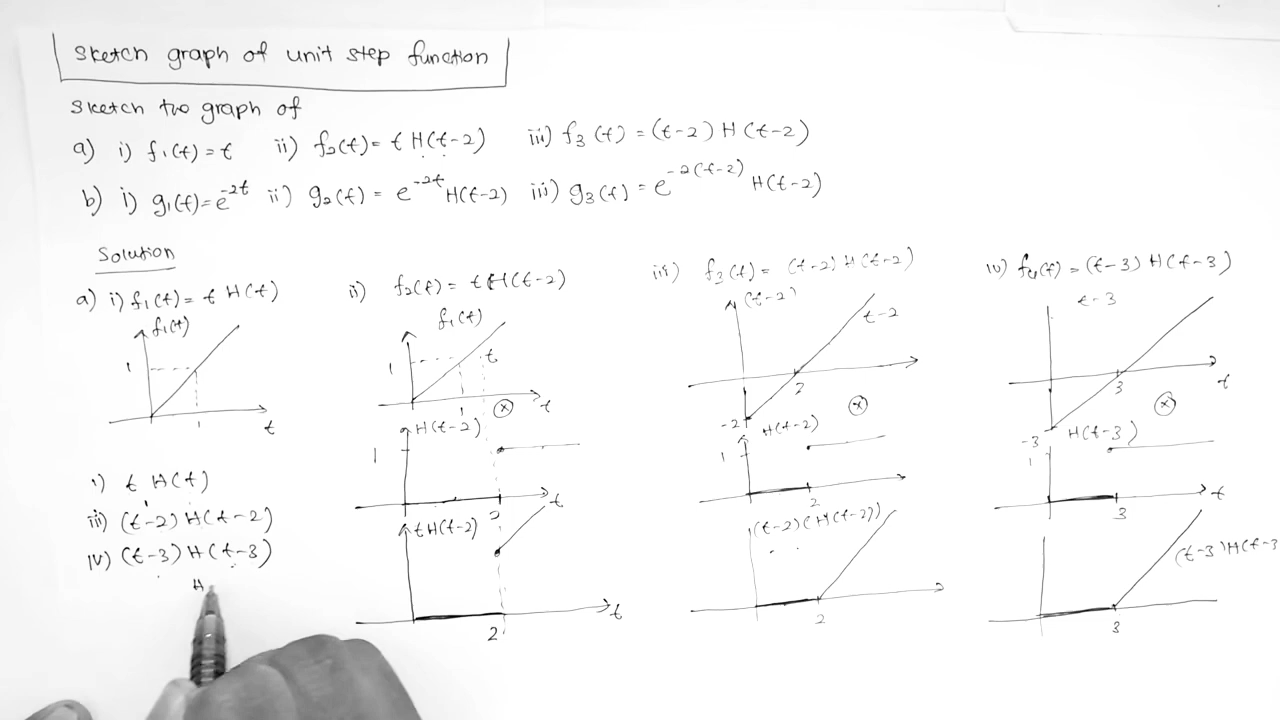 Sketch graph of unit step function
Sketch two graph of
a) i) f₁(t)=t ii) f₂(t)= t H(t-2) iii) f₃(t)=(t-2) H(t-2)
b) i) g₁(t)=e^-2t ii) g₂(t)= e^-2t H(t-2) iii) g₃(t)= e^-2(t-2) H(t-2)
Solution
a) i) f₁(t)= t H(t)
f₁(t)
1
1
t
i) t H(t)
iii) (t-2) H(t-2)
iv) (t-3) H(t-3)
H
ii) f₂(t)= t H(t-2)
f₁(t)
t
1
1
t
H(t-2)
1
2
t
t H(t-2)
2
t
iii) f₃(t)= (t-2) H(t-2)
(t-2)
t-2
2
-2
H(t-2)
1
2
(t-2)(H(t-2))
2
iv) f₄(t)=(t-3) H(t-3)
t-3
3
t
-3
H(t-3)
1
3
t
(t-3)H(t-3
3